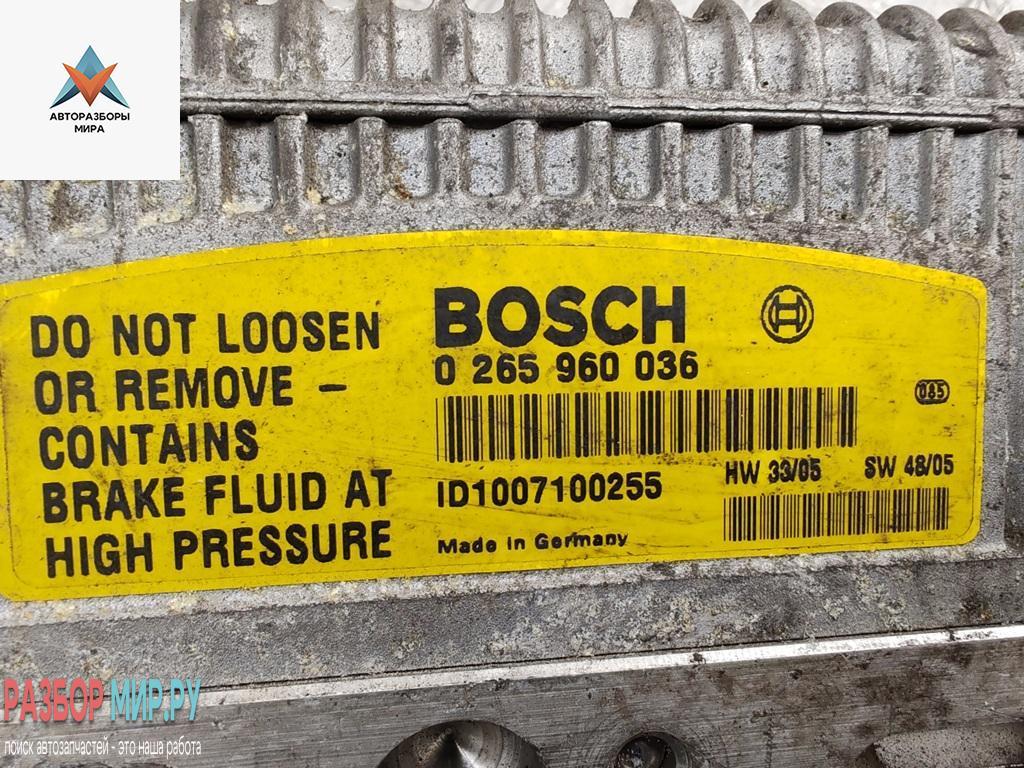 АВТОРАЗБОРЫ
МИРА
DO NOT LOOSEN
OR REMOVE –
CONTAINS
BRAKE FLUID AT
HIGH PRESSURE
BOSCH
0 265 960 036
085
ID1007100255
HW 33/05 SW 48/05
Made in Germany
РАЗБОР МИР.РУ
поиск автозапчастей - это наша работа